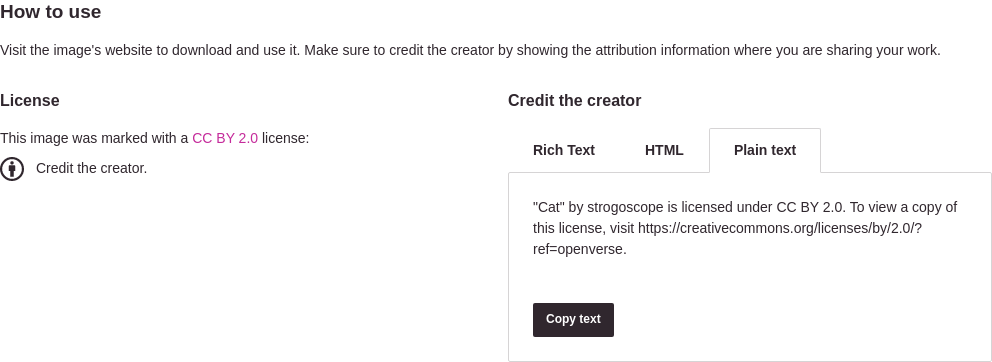 How to use
Visit the image's website to download and use it. Make sure to credit the creator by showing the attribution information where you are sharing your work.
License
This image was marked with a CC BY 2.0 license:
Credit the creator.
Credit the creator
Rich Text
HTML
Plain text
"Cat" by strogoscope is licensed under CC BY 2.0. To view a copy of
this license, visit https://creativecommons.org/licenses/by/2.0/?
ref=openverse.
Copy text